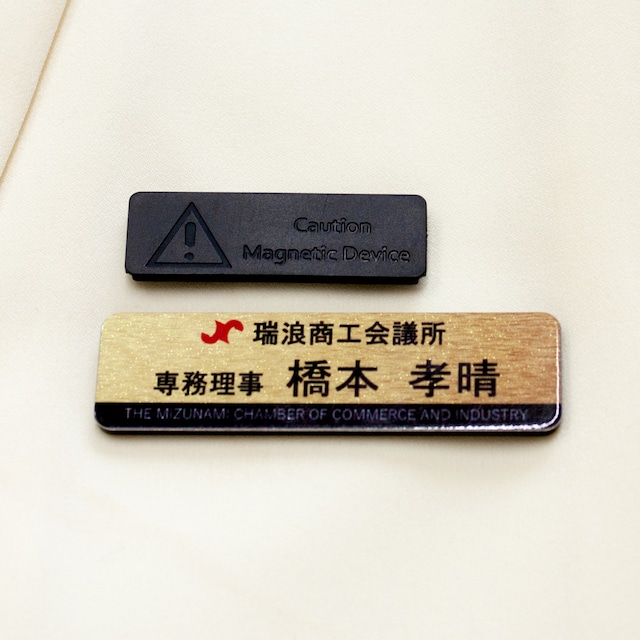 Caution
Magnetic Device
瑞浪商工会議所
専務理事 橋本 孝晴
THE MIZUNAMI CHAMBER OF COMMERCE AND INDUSTRY